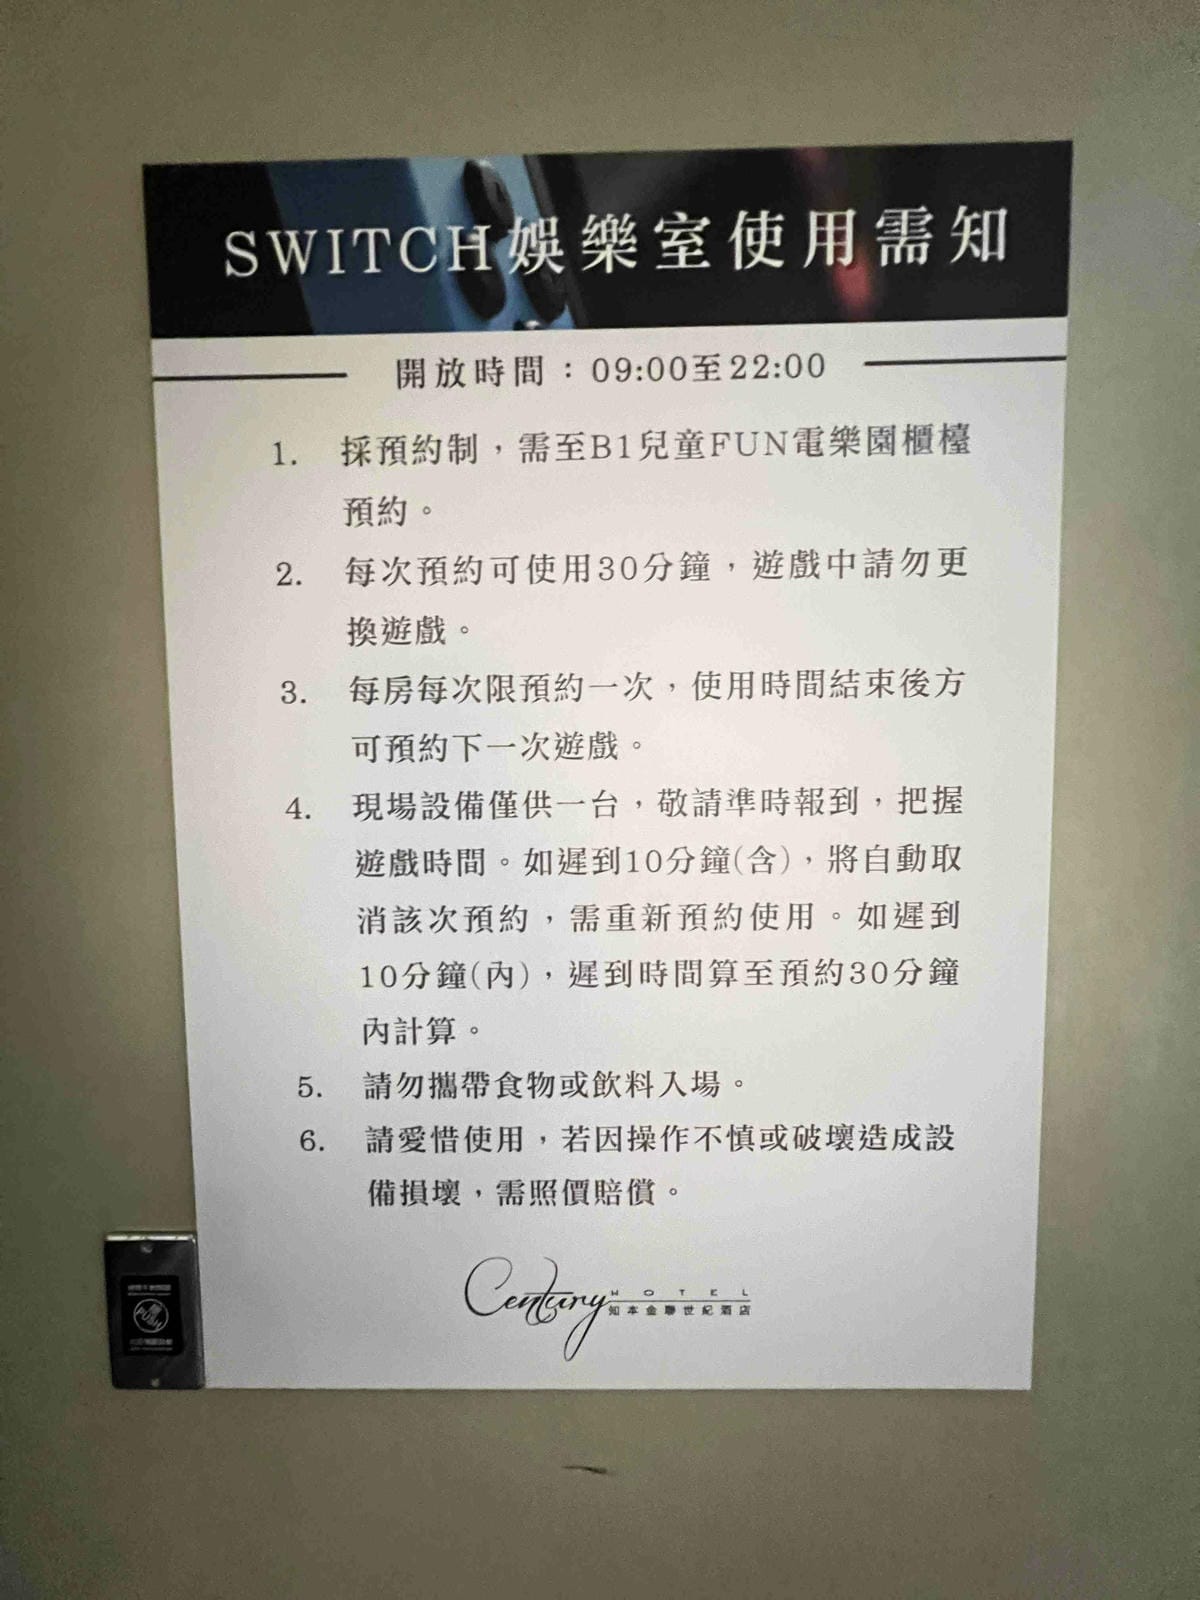 SWITCH娛樂室使用需知
開放時間：09:00至22:00
1. 採預約制，需至B1兒童FUN電樂園櫃檯
預約。
2. 每次預約可使用30分鐘，遊戲中請勿更
換遊戲。
3. 每房每次限預約一次，使用時間結束後方
可預約下一次遊戲。
4. 現場設備僅供一台，敬請準時報到，把握
遊戲時間。如遲到10分鐘(含)，將自動取
消該次預約，需重新預約使用。如遲到
10分鐘(內)，遲到時間算至預約30分鐘
內計算。
5. 請勿攜帶食物或飲料入場。
6. 請愛惜使用，若因操作不慎或破壞造成設
備損壞，需照價賠償。
Century HOTEL
知本金聯世紀酒店
PUSH